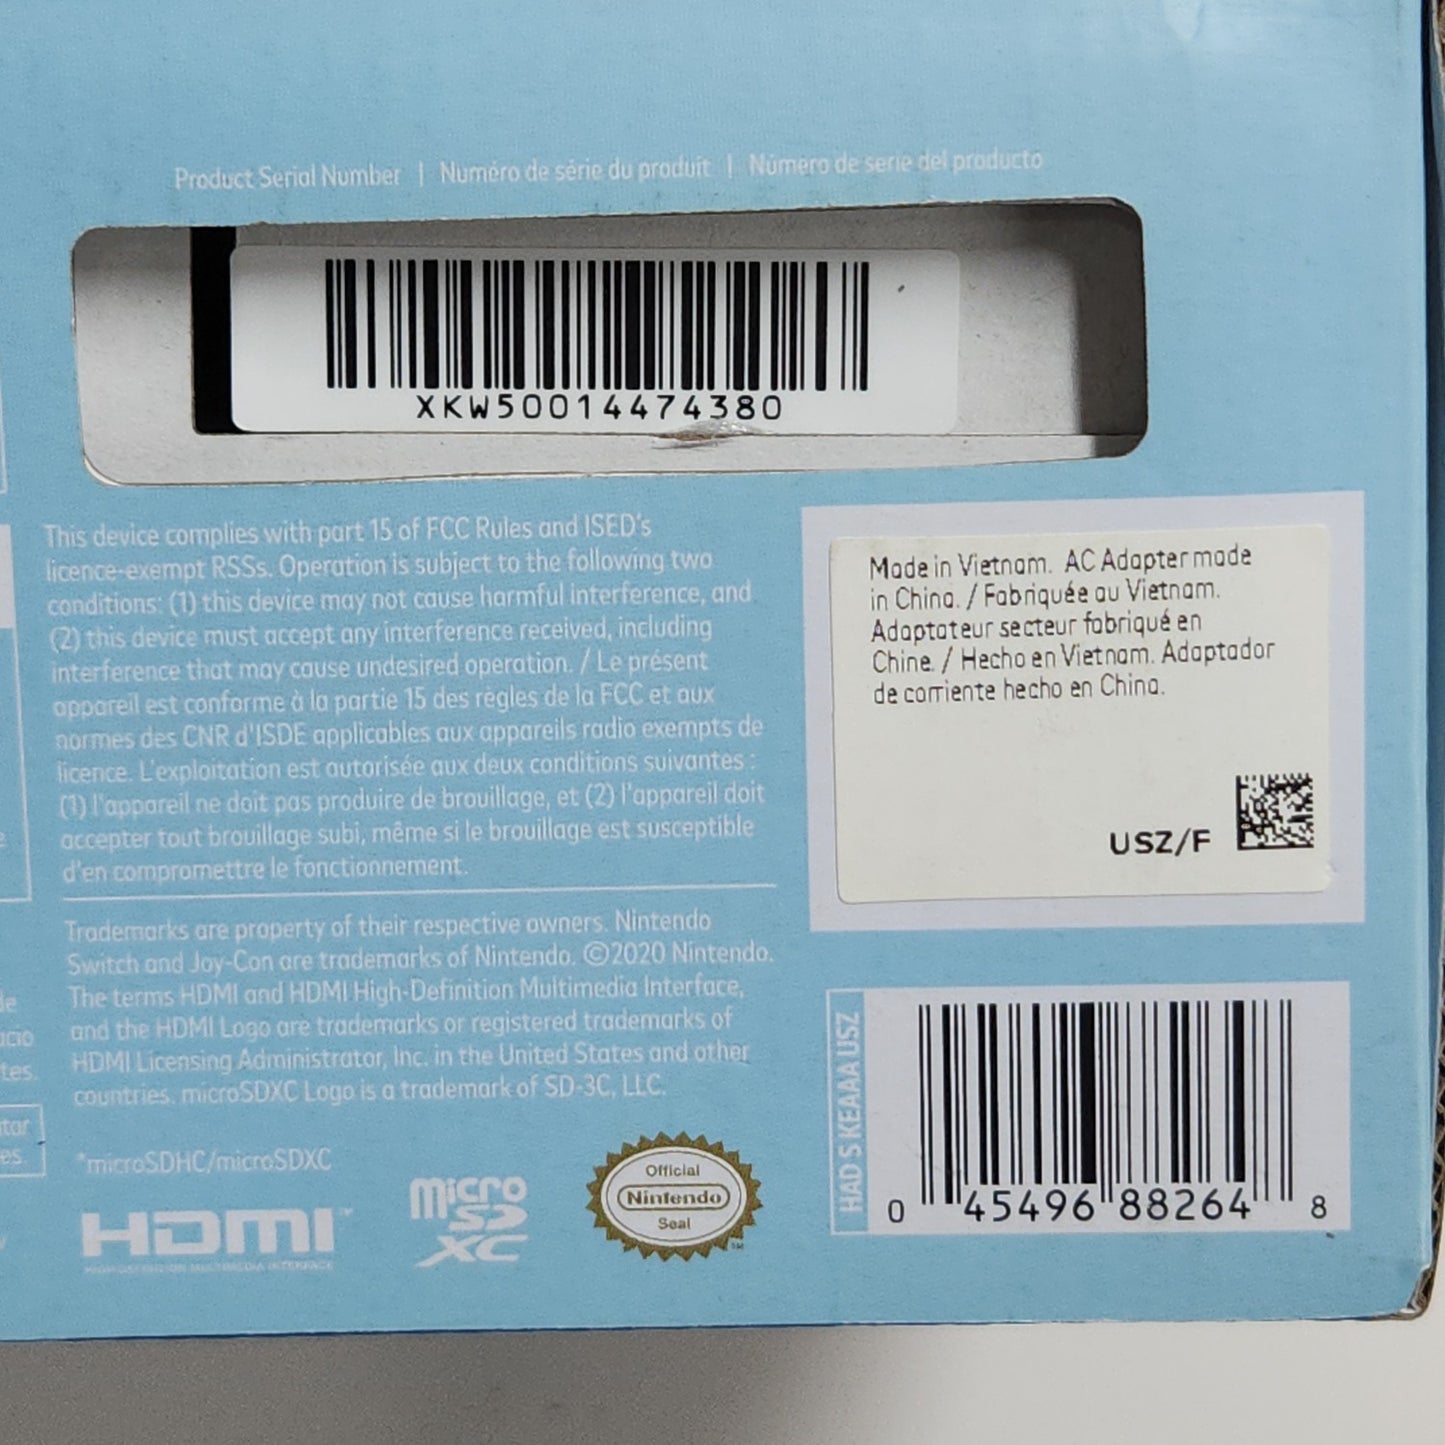 Product Serial Number | Numéro de série du produit | Número de serie del producto
XKW50014474380
This device complies with part 15 of FCC Rules and ISED's
licence-exempt RSSs. Operation is subject to the following two
conditions: (1) this device may not cause harmful interference, and
(2) this device must accept any interference received, including
interference that may cause undesired operation. / Le présent
appareil est conforme à la partie 15 des règles de la FCC et aux
normes des CNR d'ISDE applicables aux appareils radio exempts de
licence. L'exploitation est autorisée aux deux conditions suivantes :
(1) l'appareil ne doit pas produire de brouillage, et (2) l'appareil doit
accepter tout brouillage subi, même si le brouillage est susceptible
d'en compromettre le fonctionnement.
Trademarks are property of their respective owners. Nintendo
Switch and Joy-Con are trademarks of Nintendo. ©2020 Nintendo.
The terms HDMI and HDMI High-Definition Multimedia Interface,
and the HDMI Logo are trademarks or registered trademarks of
HDMI Licensing Administrator, Inc. in the United States and other
countries. microSDXC Logo is a trademark of SD-3C, LLC.
*microSDHC/microSDXC
HDMI™
HIGH-DEFINITION MULTIMEDIA INTERFACE
Micro
SD
XC
Official
Nintendo
Seal
™
Made in Vietnam. AC Adapter made
in China. / Fabriquée au Vietnam.
Adaptateur secteur fabriqué en
Chine. / Hecho en Vietnam. Adaptador
de corriente hecho en China.
USZ/F
HAD S KEAAA USZ
0 45496 88264 8